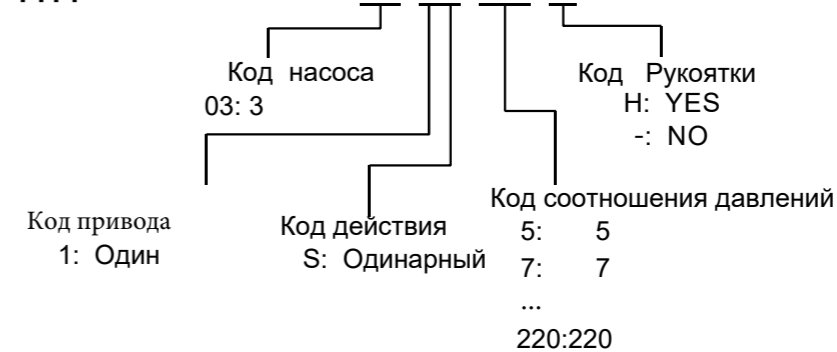 Код насоса
03: 3
Код Рукоятки
H: YES
-: NO
Код привода
1: Один
Код действия
S: Одинарный
Код соотношения давлений
5: 5
7: 7
...
220:220